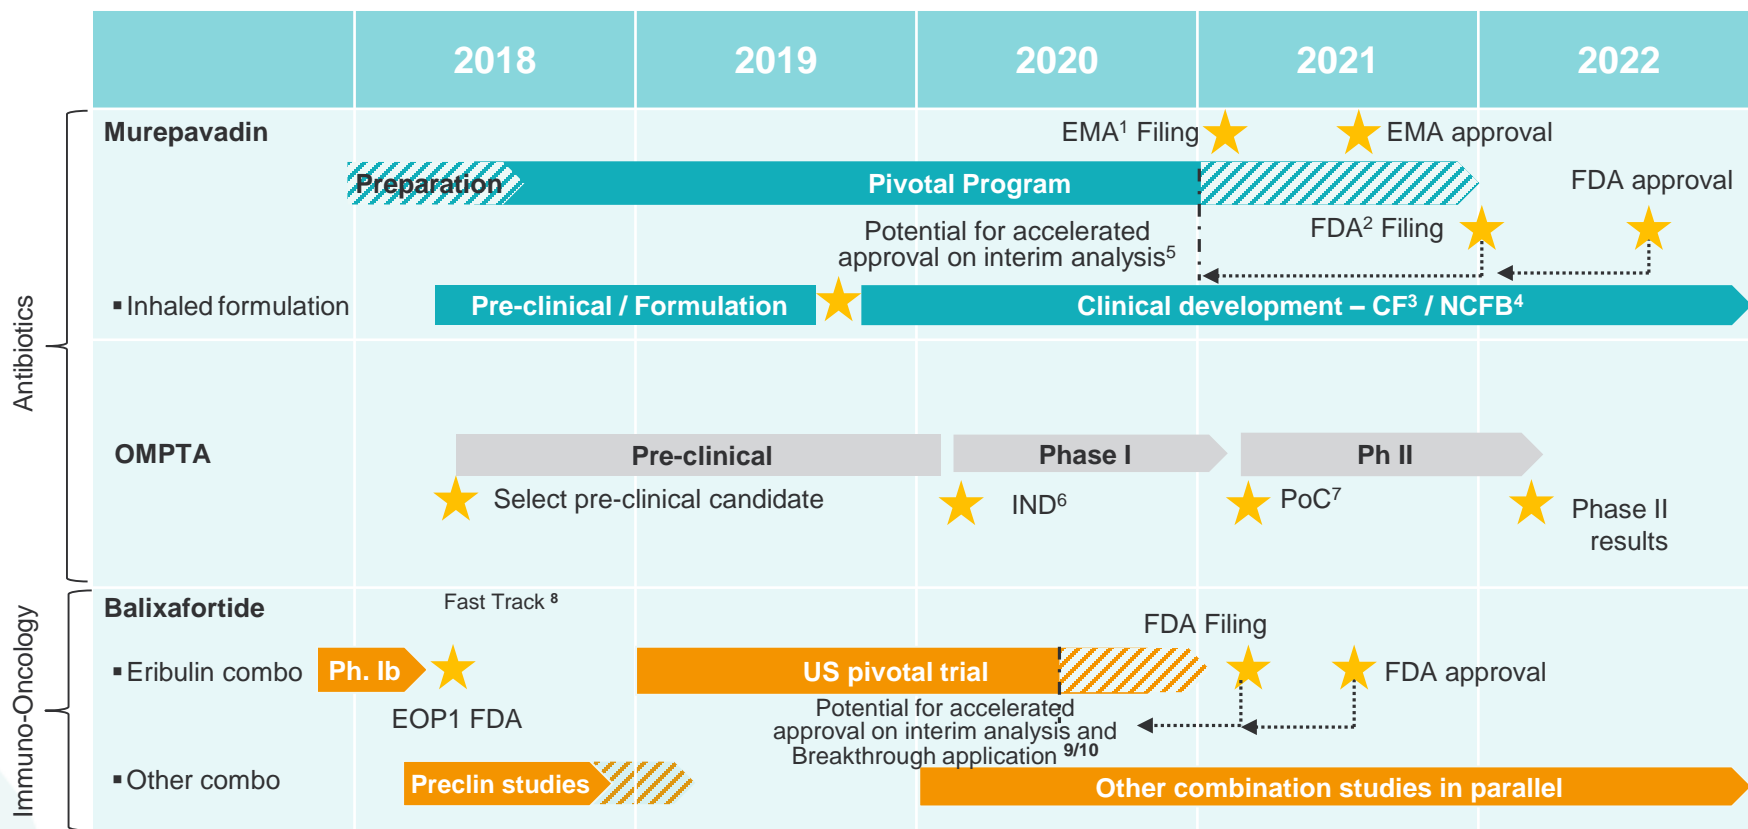 2018 2019 2020 2021 2022
Antibiotics
Murepavadin
EMA¹ Filing
EMA approval
Preparation
Pivotal Program
FDA approval
Potential for accelerated
approval on interim analysis⁵
FDA² Filing
▪ Inhaled formulation
Pre-clinical / Formulation
Clinical development – CF³ / NCFB⁴
OMPTA
Pre-clinical
Phase I
Ph II
Select pre-clinical candidate
IND⁶
PoC⁷
Phase II
results
Immuno-Oncology
Balixafortide
Fast Track ⁸
FDA Filing
▪ Eribulin combo
Ph. Ib
US pivotal trial
FDA approval
EOP1 FDA
Potential for accelerated
approval on interim analysis and
Breakthrough application ⁹/¹⁰
▪ Other combo
Preclin studies
Other combination studies in parallel